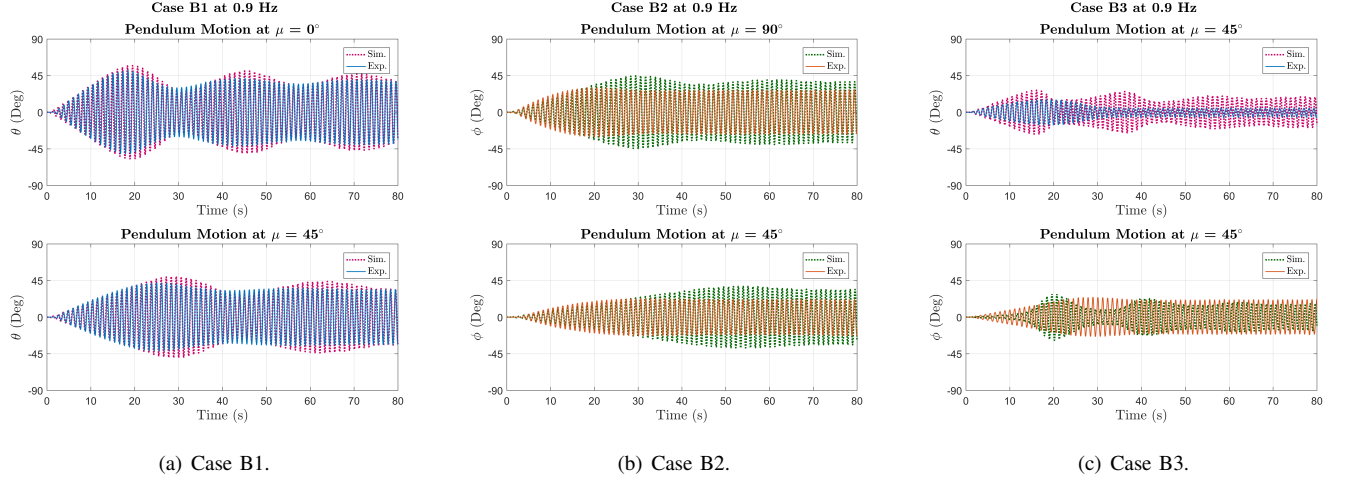 Case B1 at 0.9 Hz
Pendulum Motion at μ = 0°
90
45
0
-45
-90
θ (Deg)
Sim.
Exp.
0 10 20 30 40 50 60 70 80
Time (s)
Pendulum Motion at μ = 45°
90
45
0
-45
-90
θ (Deg)
Sim.
Exp.
0 10 20 30 40 50 60 70 80
Time (s)
(a) Case B1.
Case B2 at 0.9 Hz
Pendulum Motion at μ = 90°
90
45
0
-45
-90
ϕ (Deg)
Sim.
Exp.
0 10 20 30 40 50 60 70 80
Time (s)
Pendulum Motion at μ = 45°
90
45
0
-45
-90
ϕ (Deg)
Sim.
Exp.
0 10 20 30 40 50 60 70 80
Time (s)
(b) Case B2.
Case B3 at 0.9 Hz
Pendulum Motion at μ = 45°
90
45
0
-45
-90
θ (Deg)
Sim.
Exp.
0 10 20 30 40 50 60 70 80
Time (s)
Pendulum Motion at μ = 45°
90
45
0
-45
-90
ϕ (Deg)
Sim.
Exp.
0 10 20 30 40 50 60 70 80
Time (s)
(c) Case B3.